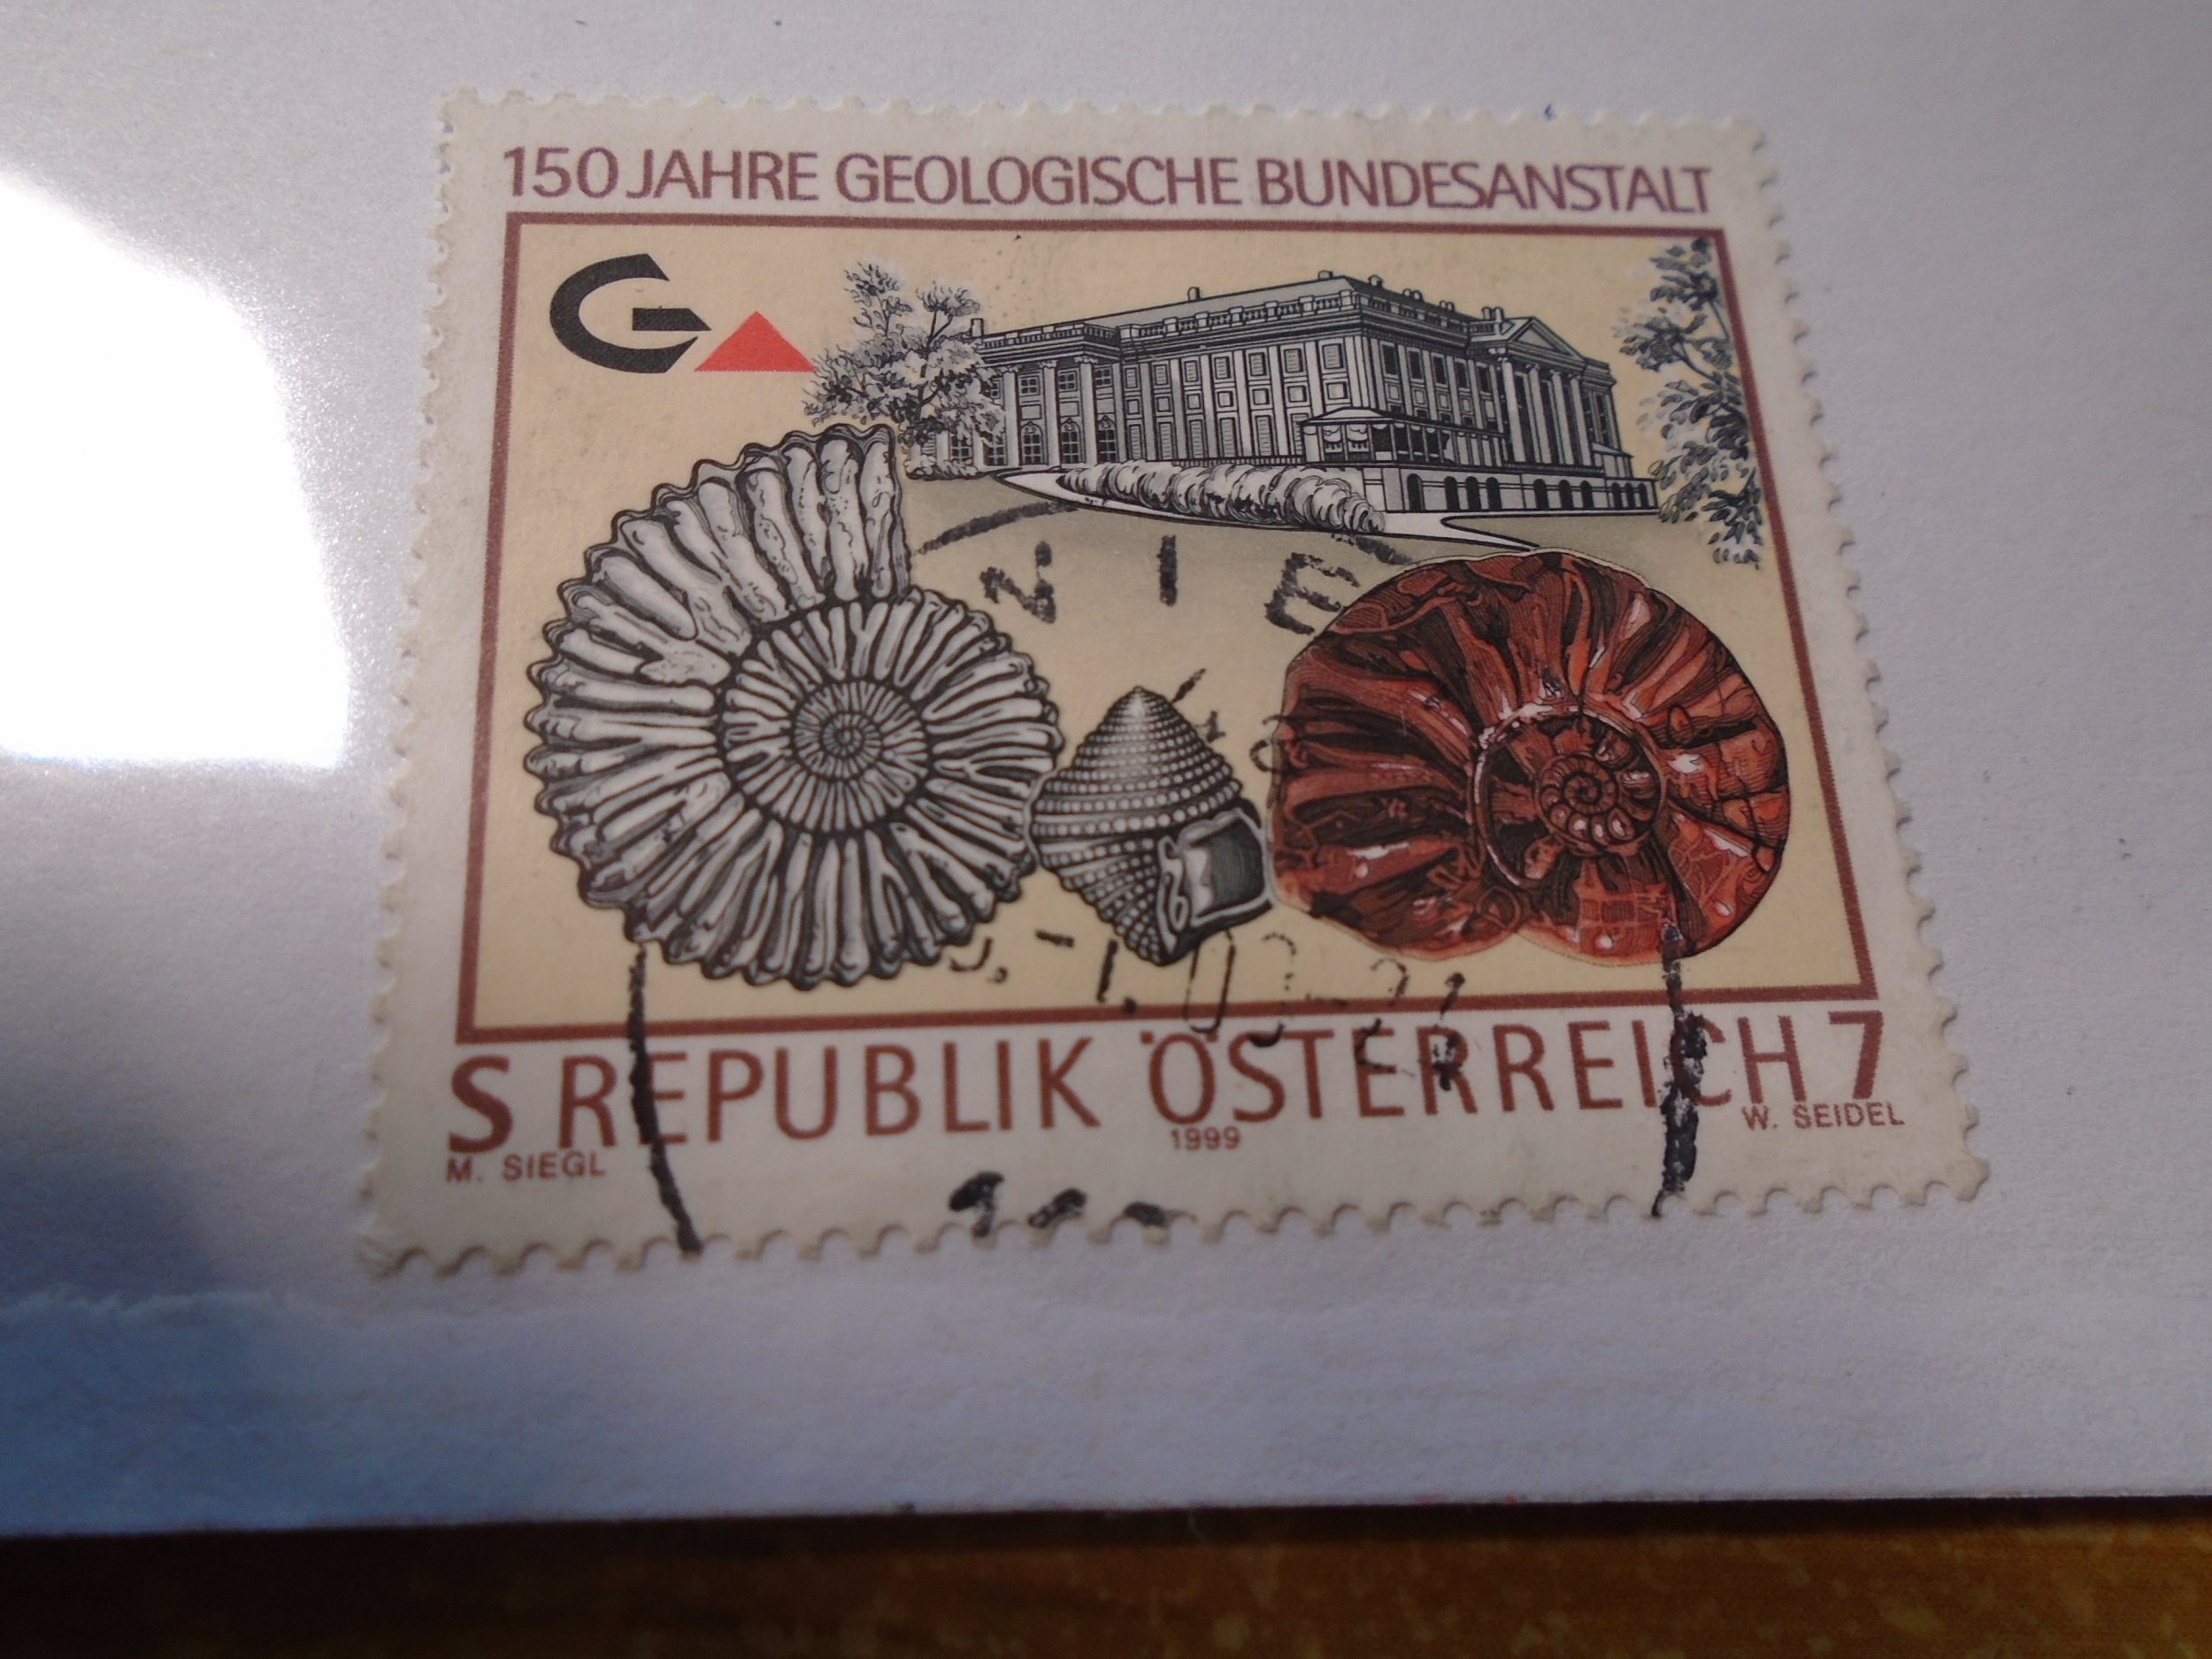 150 JAHRE GEOLOGISCHE BUNDESANSTALT
G
S REPUBLIK ÖSTERREICH 7
M. SIEGL 1999 W. SEIDEL